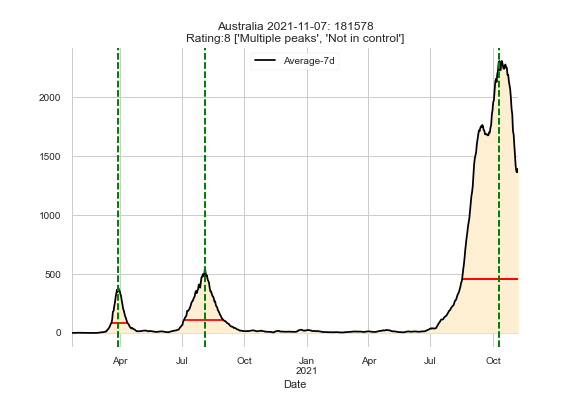 Australia 2021-11-07: 181578
Rating:8 ['Multiple peaks', 'Not in control']
Average-7d
2000
1500
1000
500
0
Apr Jul Oct Jan Apr Jul Oct
2021
Date